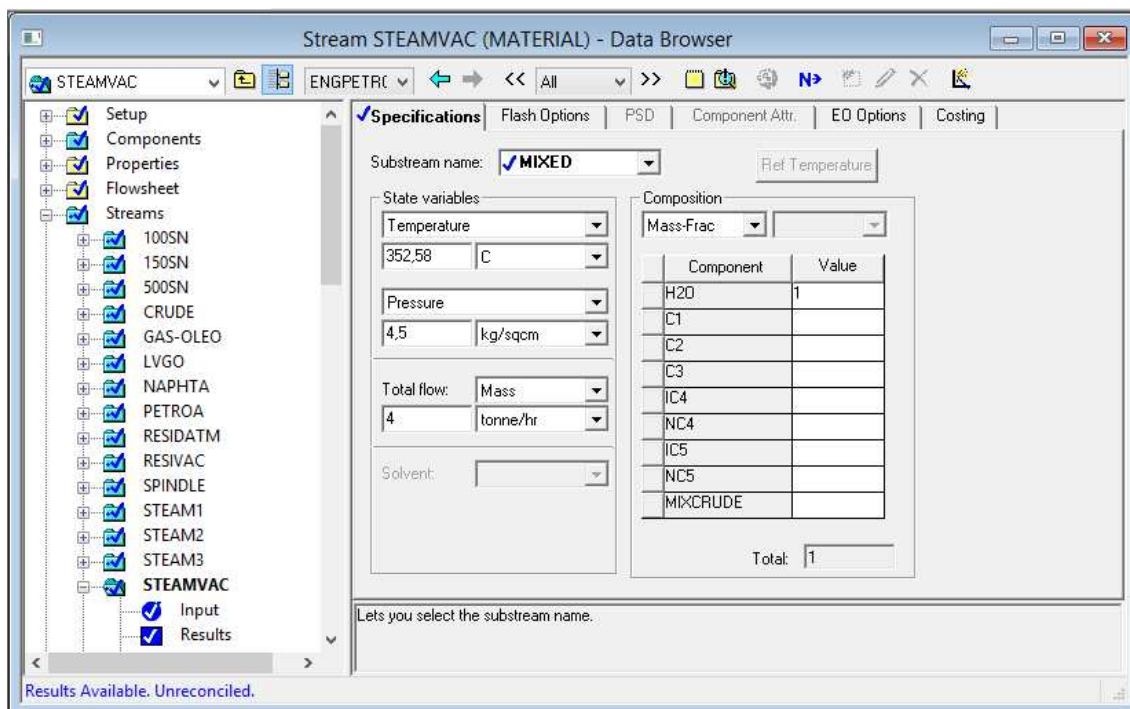 Stream STEAMVAC (MATERIAL) - Data Browser
STEAMVAC ENGPETR( << All >> N
Setup
Components
Properties
Flowsheet
Streams
100SN
150SN
500SN
CRUDE
GAS-OLEO
LVGO
NAPHTA
PETROA
RESIDATM
RESIVAC
SPINDLE
STEAM1
STEAM2
STEAM3
STEAMVAC
Input
Results
Specifications Flash Options PSD Component Attr. EO Options Costing
Substream name: MIXED Ref Temperature
State variables
Temperature
352,58 C
Pressure
4,5 kg/sqcm
Total flow: Mass
4 tonne/hr
Solvent:
Composition
Mass-Frac
Component Value
H2O 1
C1
C2
C3
IC4
NC4
IC5
NC5
MIXCRUDE
Total: 1
Lets you select the substream name.
Results Available. Unreconciled.